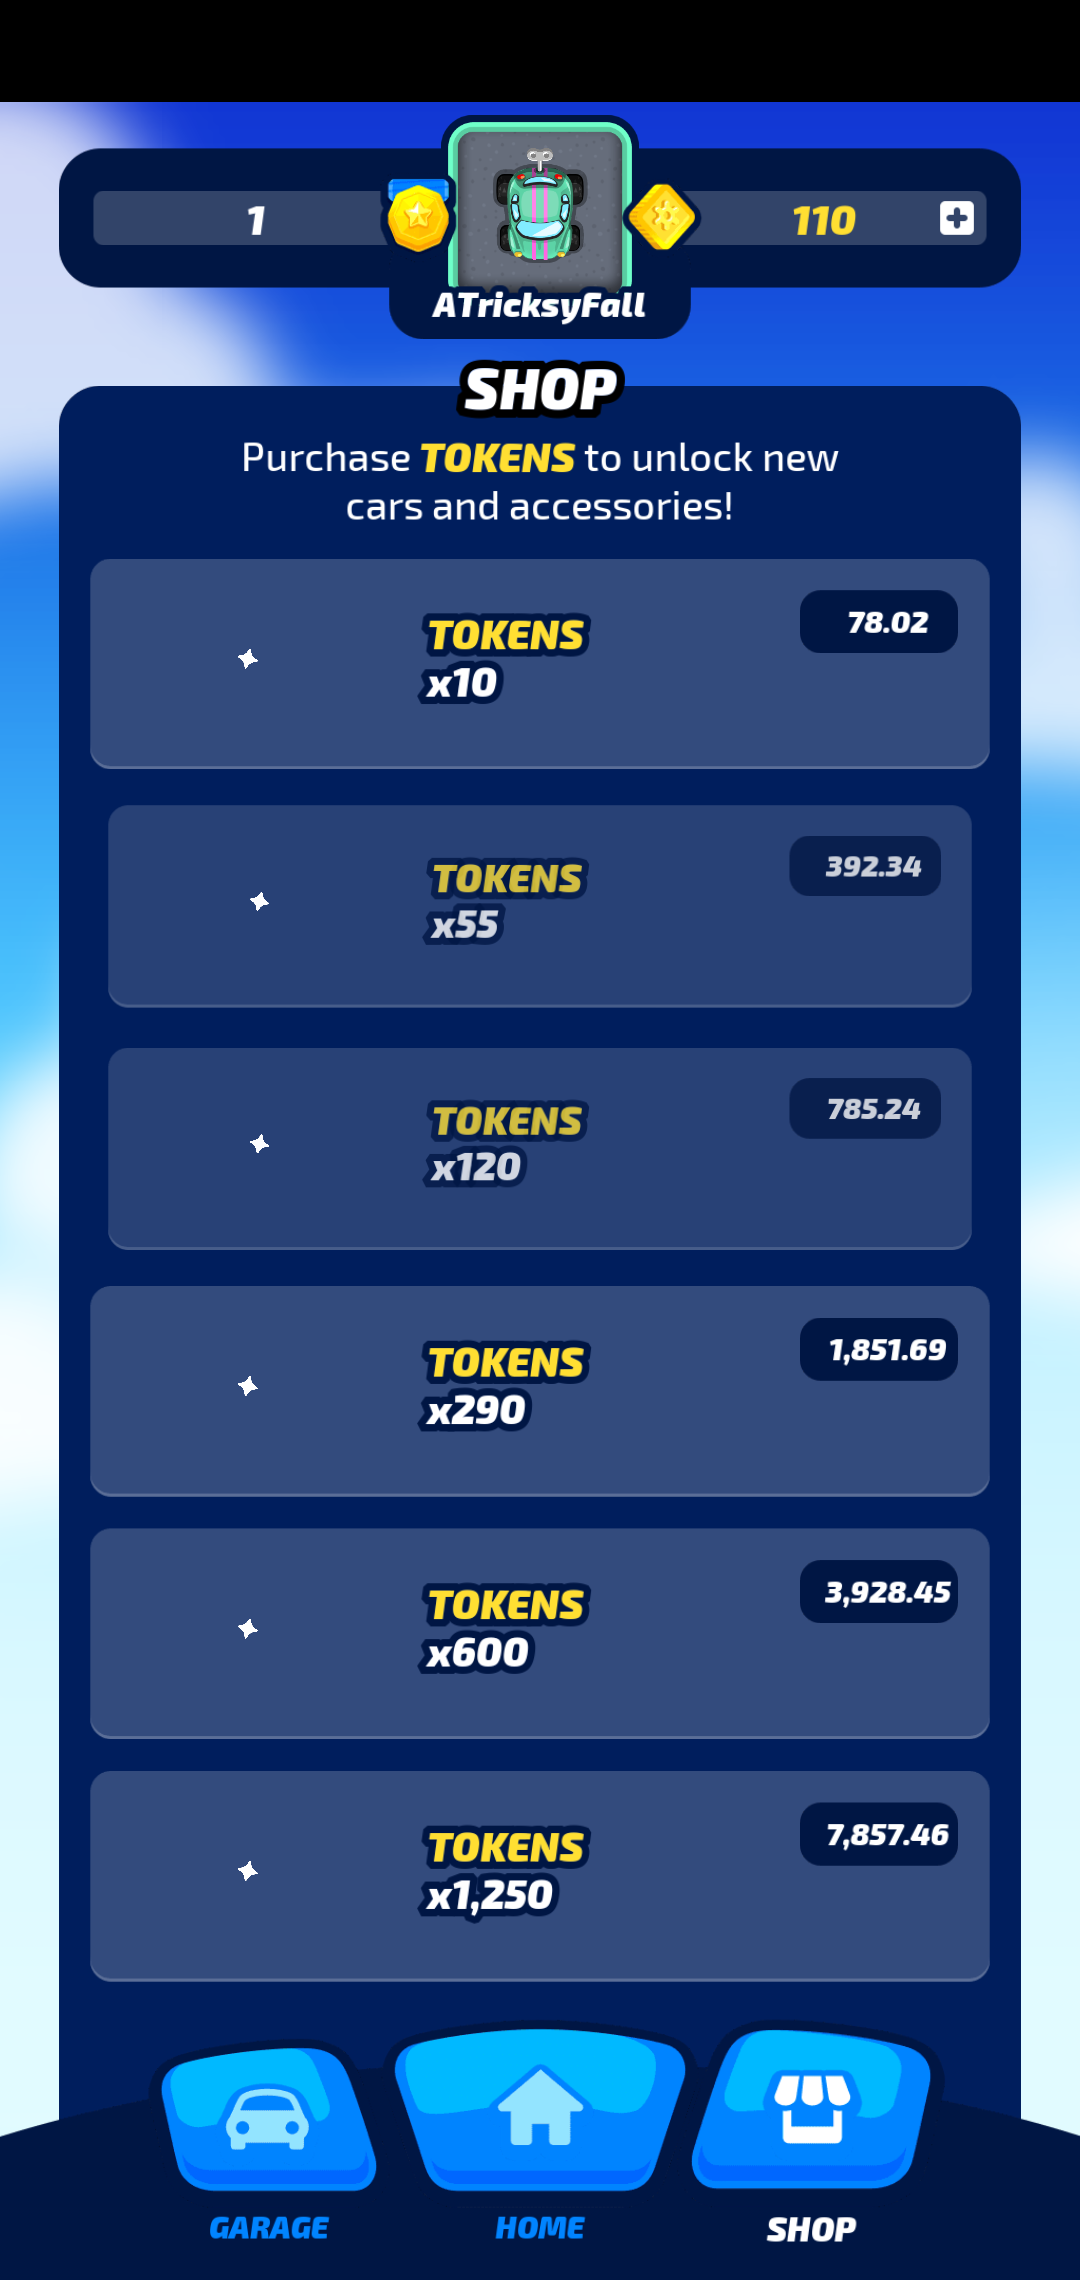 1
110
ATricksyFall
SHOP
Purchase TOKENS to unlock new
cars and accessories!
78.02
TOKENS
x10
392.34
TOKENS
x55
785.24
TOKENS
x120
1,851.69
TOKENS
x290
3,928.45
TOKENS
x600
7,857.46
TOKENS
x1,250
GARAGE
HOME
SHOP